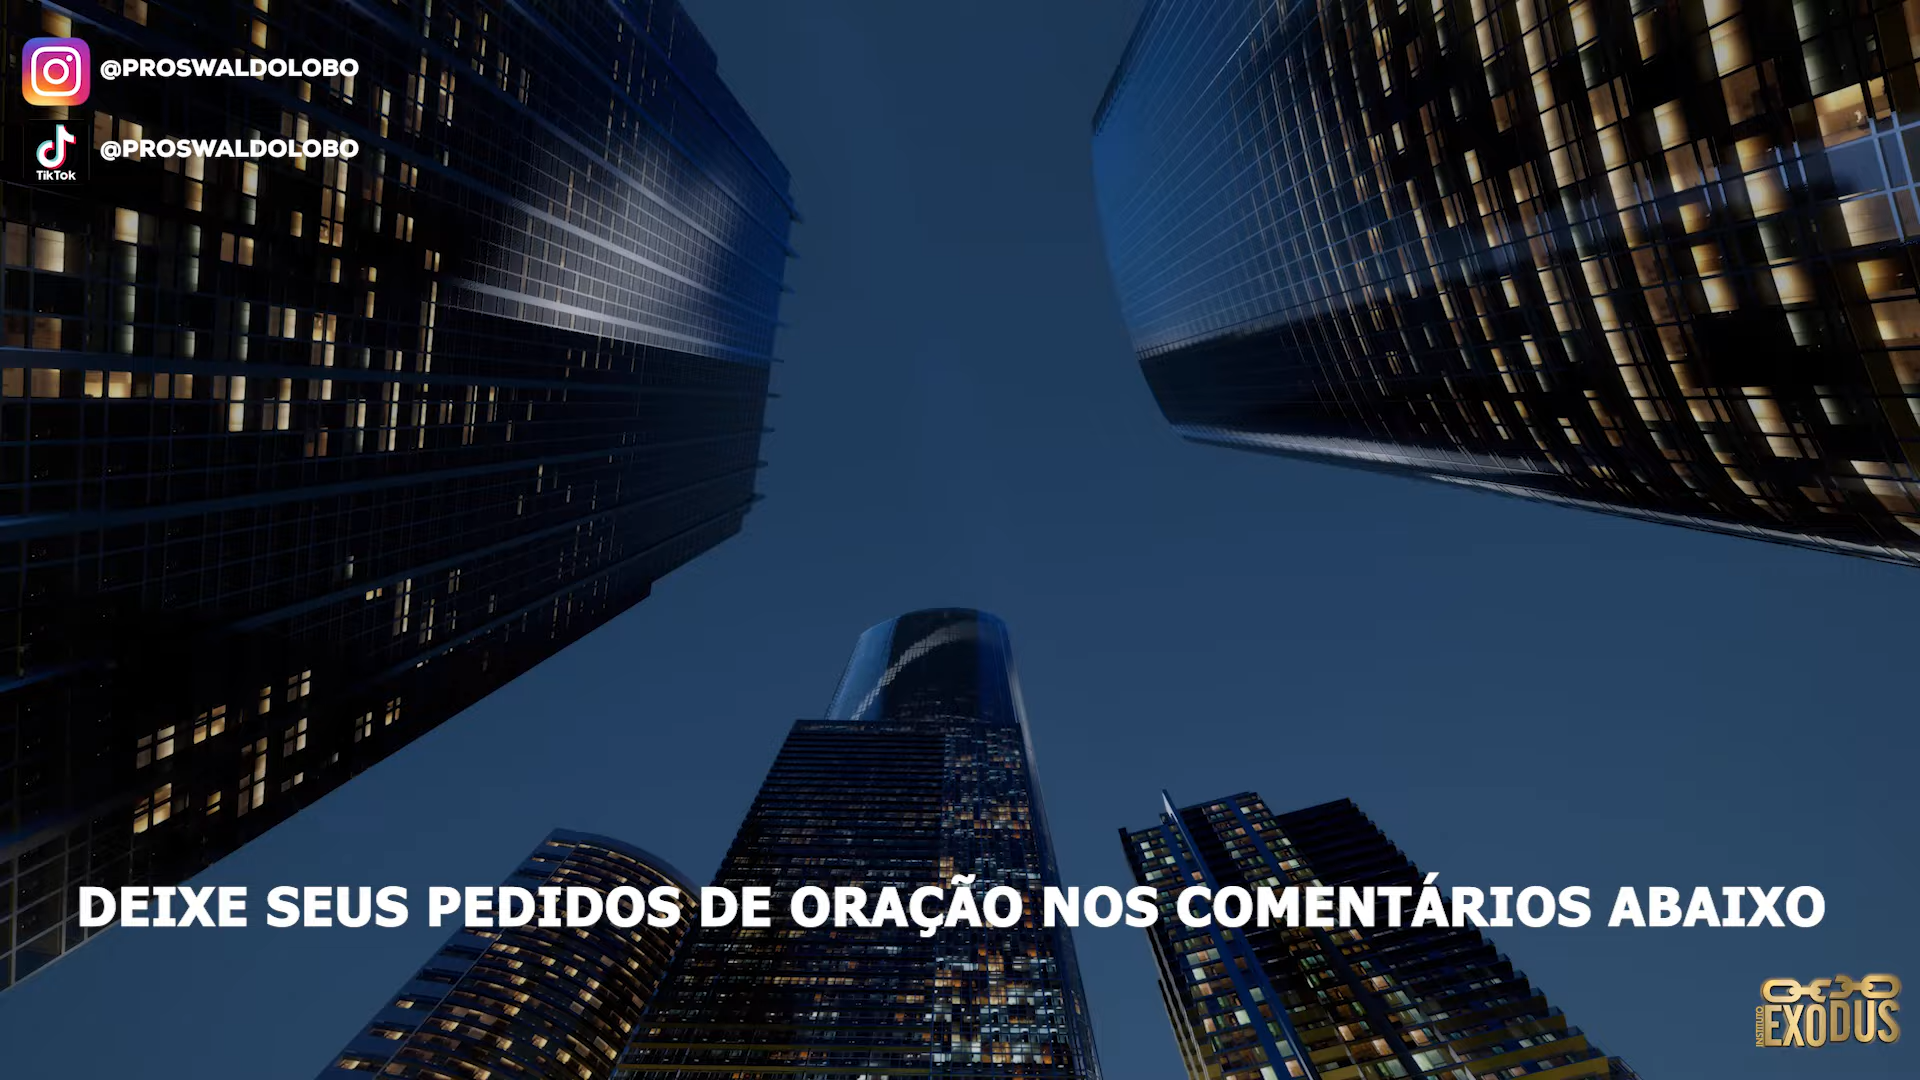 @PROSWALDOLOBO
TikTok
@PROSWALDOLOBO
DEIXE SEUS PEDIDOS DE ORAÇÃO NOS COMENTÁRIOS ABAIXO
INSTITUTO
EXODUS